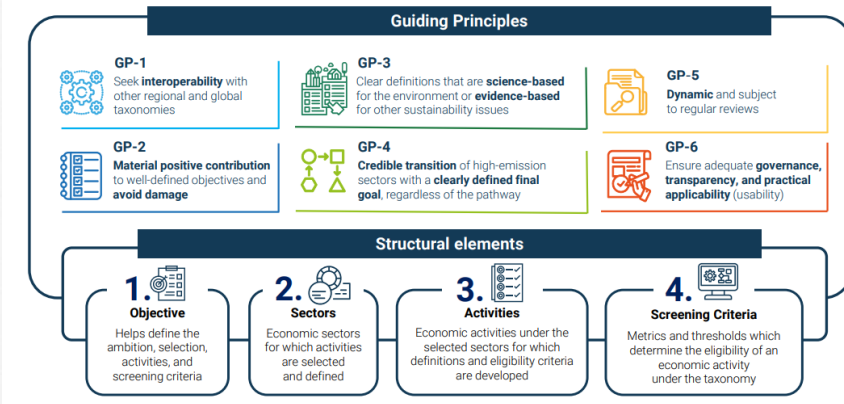 Guiding Principles
GP-1
Seek interoperability with
other regional and global
taxonomies
GP-3
Clear definitions that are science-based
for the environment or evidence-based
for other sustainability issues
GP-5
Dynamic and subject
to regular reviews
GP-2
Material positive contribution
to well-defined objectives and
avoid damage
GP-4
Credible transition of high-emission
sectors with a clearly defined final
goal, regardless of the pathway
GP-6
Ensure adequate governance,
transparency, and practical
applicability (usability)
Structural elements
1.
Objective
Helps define the
ambition, selection,
activities, and
screening criteria
2.
Sectors
Economic sectors
for which activities
are selected
and defined
3.
Activities
Economic activities under the
selected sectors for which
definitions and eligibility criteria
are developed
4.
Screening Criteria
Metrics and thresholds which
determine the eligibility of an
economic activity
under the taxonomy